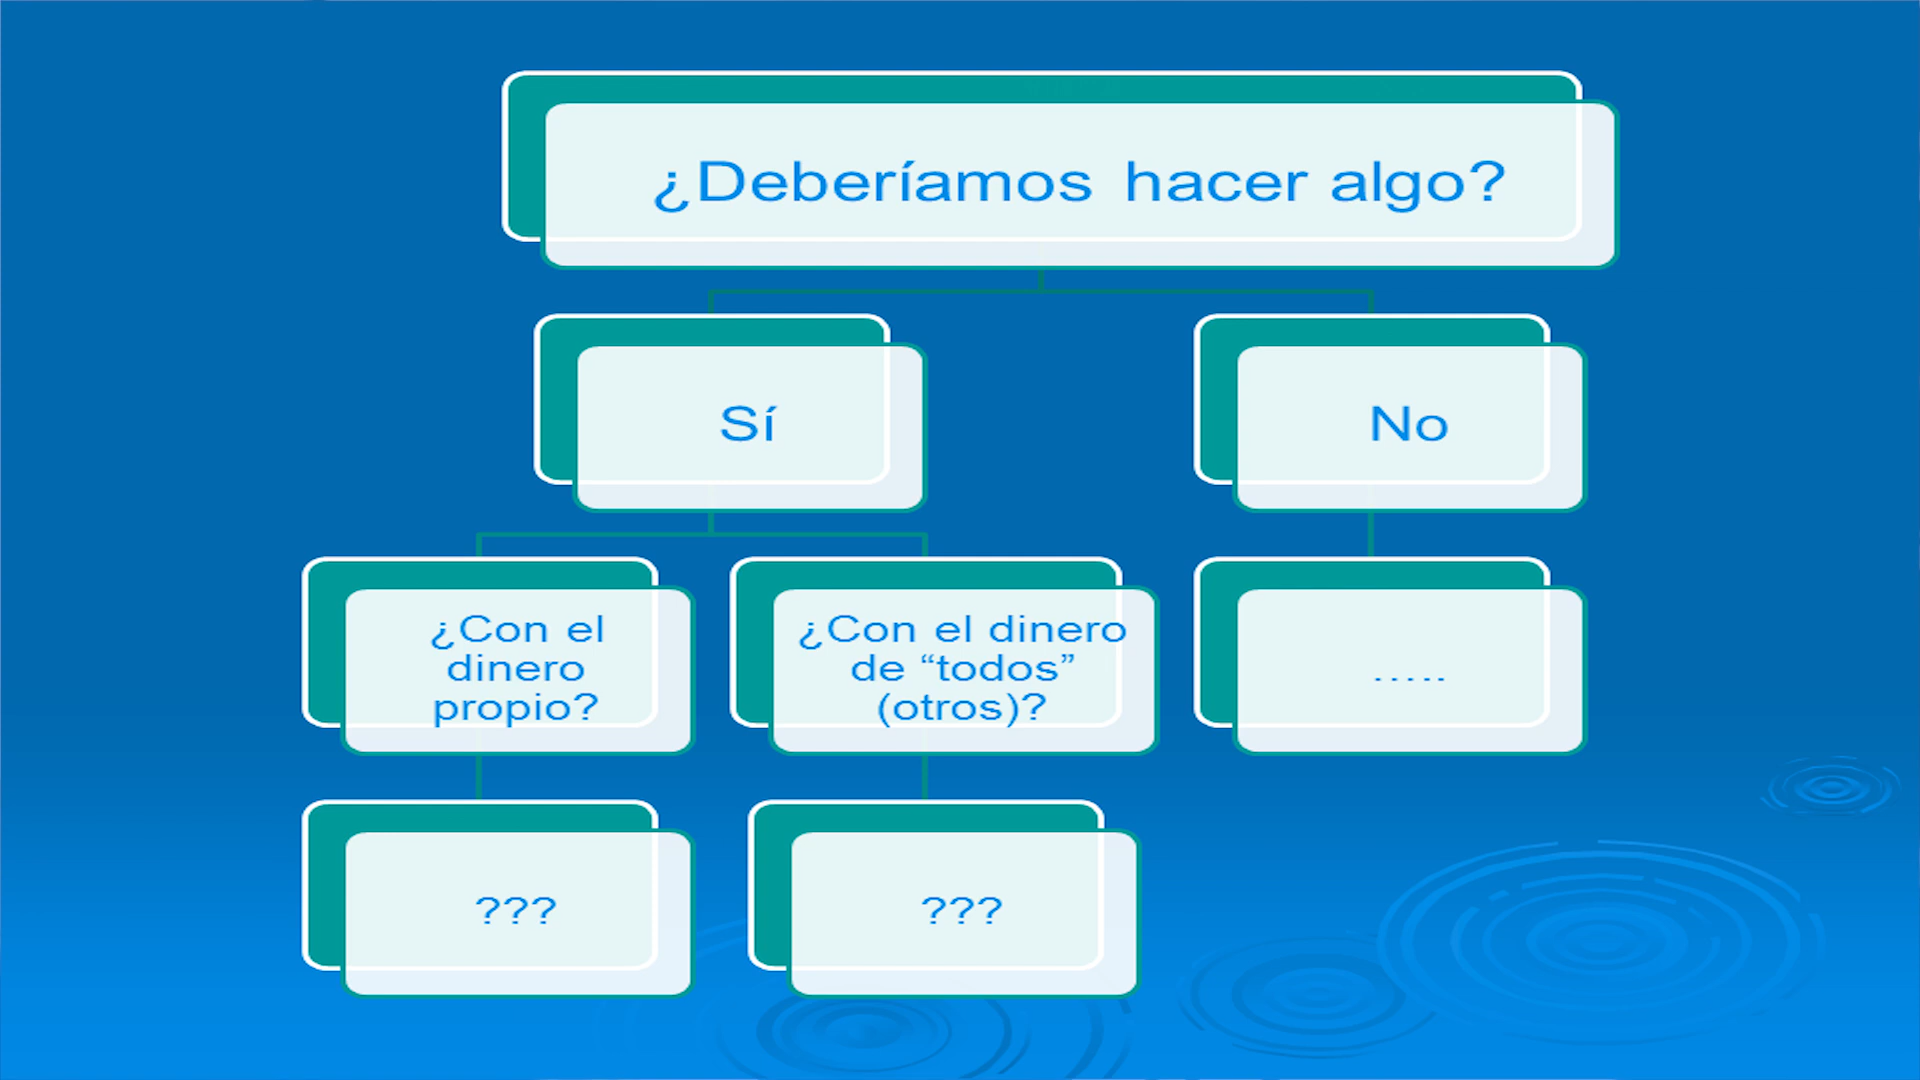 ¿Deberíamos hacer algo?
Sí
No
¿Con el
dinero
propio?
¿Con el dinero
de “todos”
(otros)?
.....
???
???